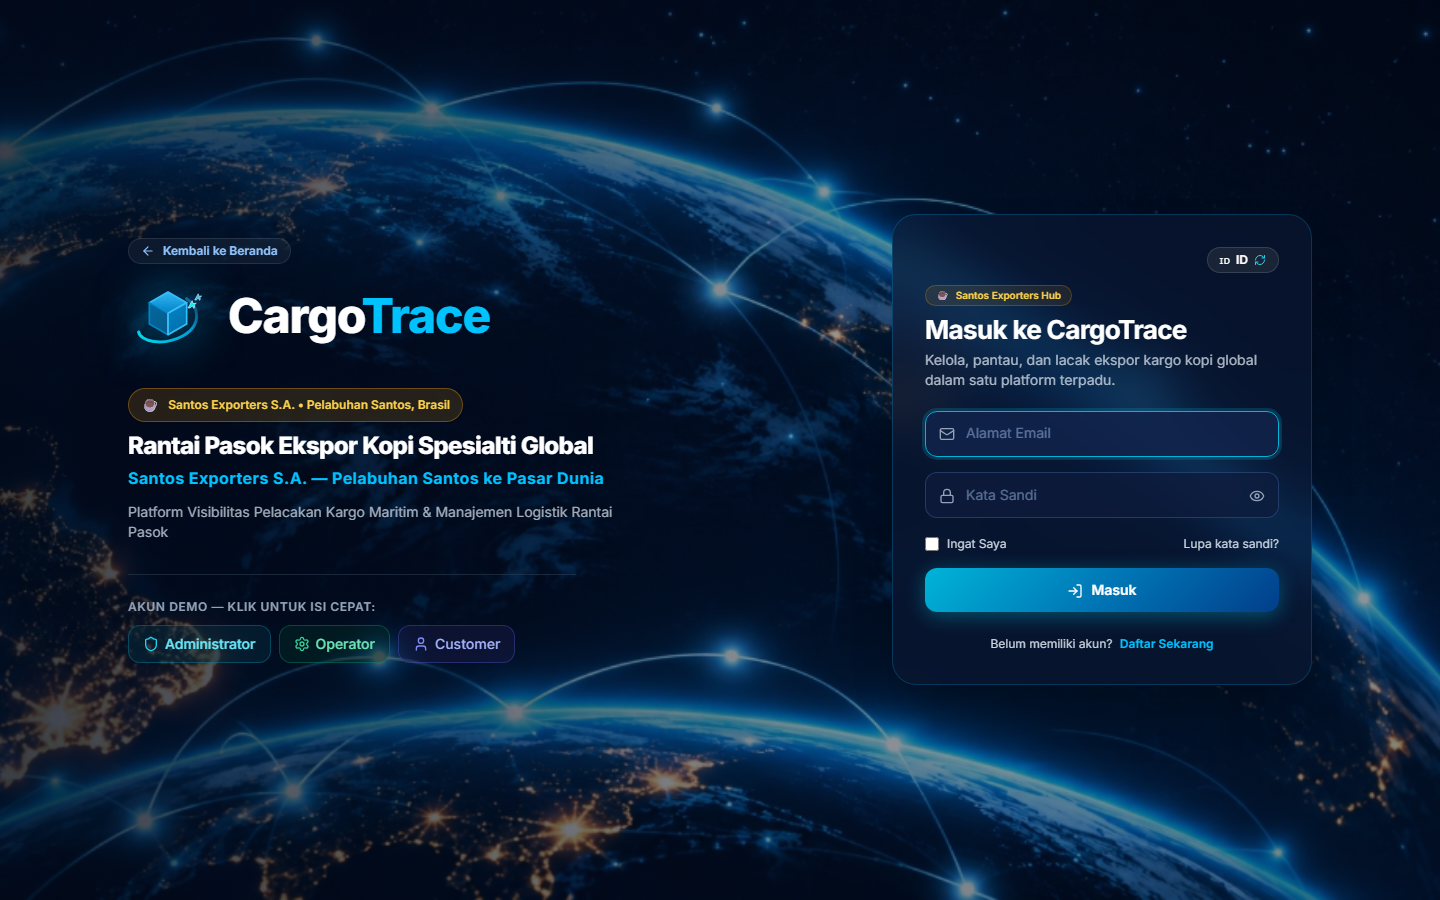 Kembali ke Beranda
CargoTrace
Santos Exporters S.A. • Pelabuhan Santos, Brasil
Rantai Pasok Ekspor Kopi Spesialti Global
Santos Exporters S.A. — Pelabuhan Santos ke Pasar Dunia
Platform Visibilitas Pelacakan Kargo Maritim & Manajemen Logistik Rantai
Pasok
AKUN DEMO — KLIK UNTUK ISI CEPAT:
Administrator Operator Customer
ID ID
Santos Exporters Hub
Masuk ke CargoTrace
Kelola, pantau, dan lacak ekspor kargo kopi global
dalam satu platform terpadu.
Alamat Email
Kata Sandi
Ingat Saya Lupa kata sandi?
Masuk
Belum memiliki akun? Daftar Sekarang